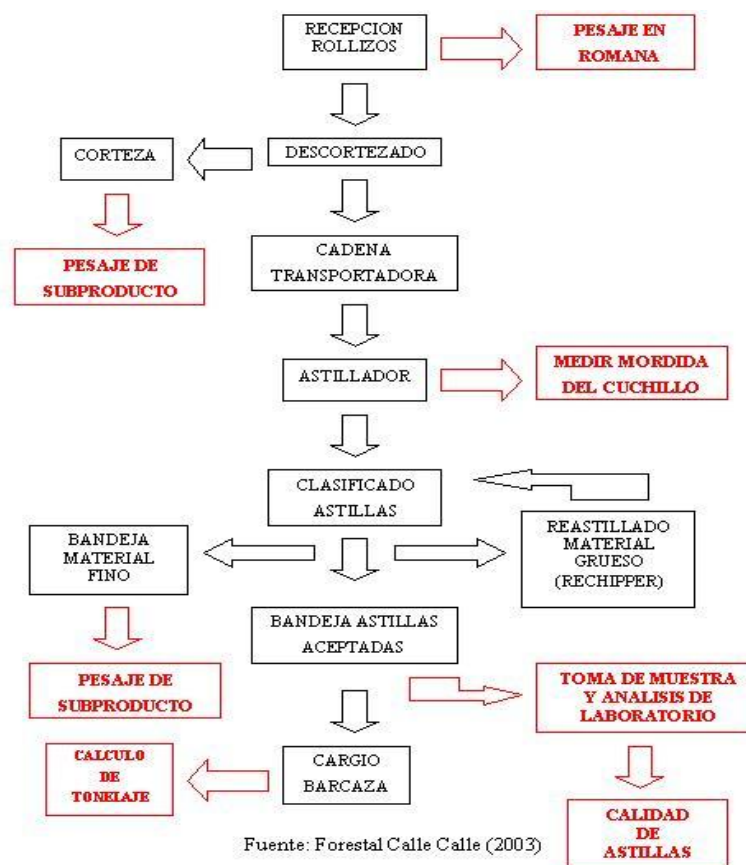 RECEPCION
ROLLIZOS
PESAJE EN
ROMANA
CORTEZA
DESCORTEZADO
PESAJE DE
SUBPRODUCTO
CADENA
TRANSPORTADORA
ASTILLADOR
MEDIR MORDIDA
DEL CUCHILLO
CLASIFICADO
ASTILLAS
BANDEJA
MATERIAL
FINO
REASTILLADO
MATERIAL
GRUESO
(RECHIPPER)
BANDEJA ASTILLAS
ACEPTADAS
PESAJE DE
SUBPRODUCTO
TOMA DE MUESTRA
Y ANALISIS DE
LABORATORIO
CALCULO
DE
TONELAJE
CARGIO
BARCAZA
CALIDAD
DE
ASTILLAS
Fuente: Forestal Calle Calle (2003)